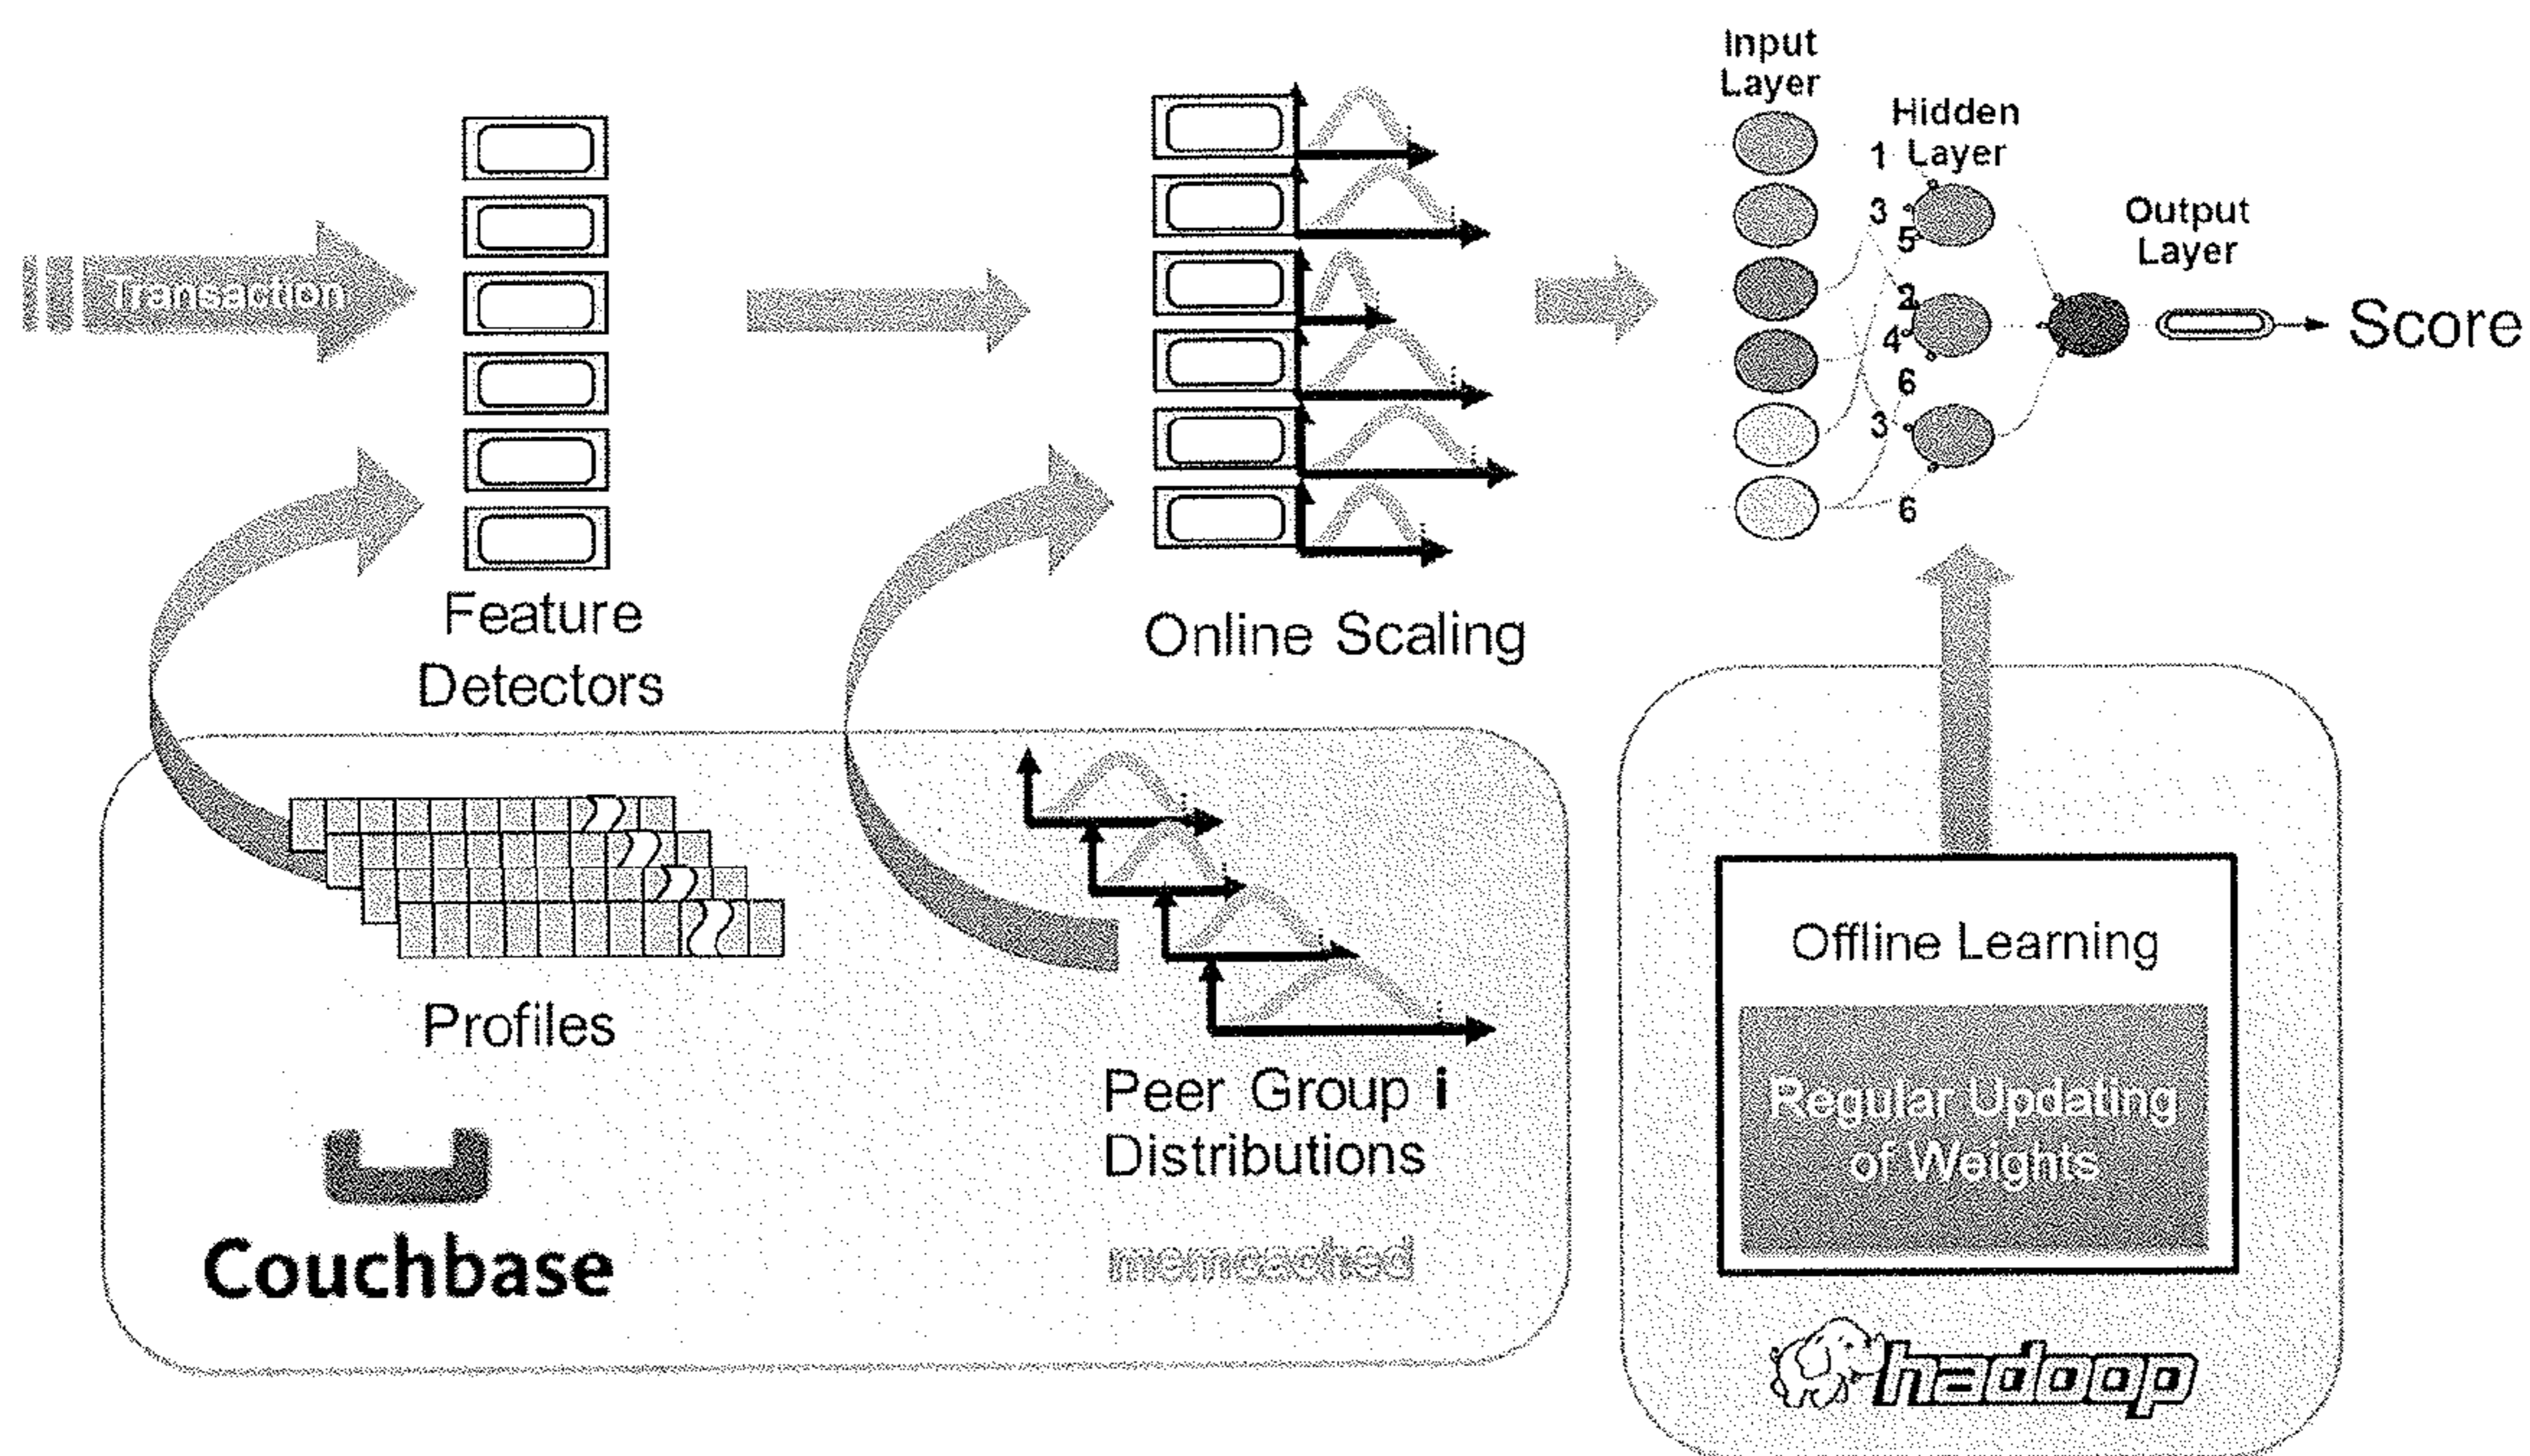 Input
Layer
Hidden
Layer
1
3
5
2
4
6
3
6
Output
Layer
Transaction
Score
Feature
Detectors
Online Scaling
Profiles
Couchbase
Peer Group i
Distributions
memcached
Offline Learning
Regular Updating
of Weights
hadoop